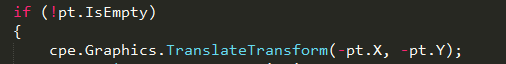 if (!pt.IsEmpty)
{
cpe.Graphics.TranslateTransform(-pt.X, -pt.Y);